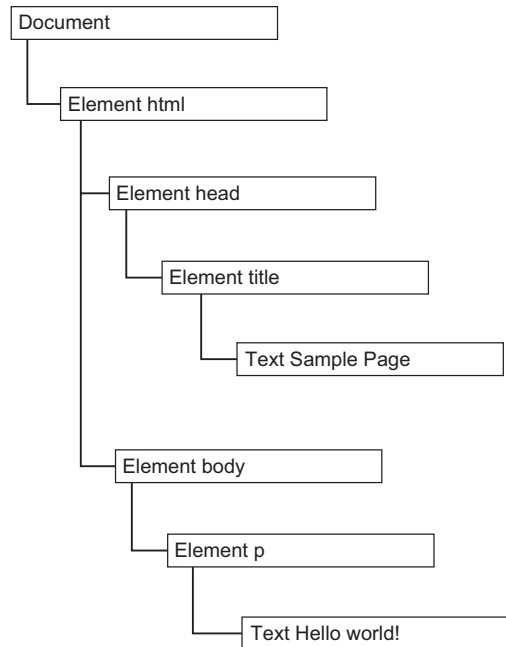 Document
Element html
Element head
Element title
Text Sample Page
Element body
Element p
Text Hello world!